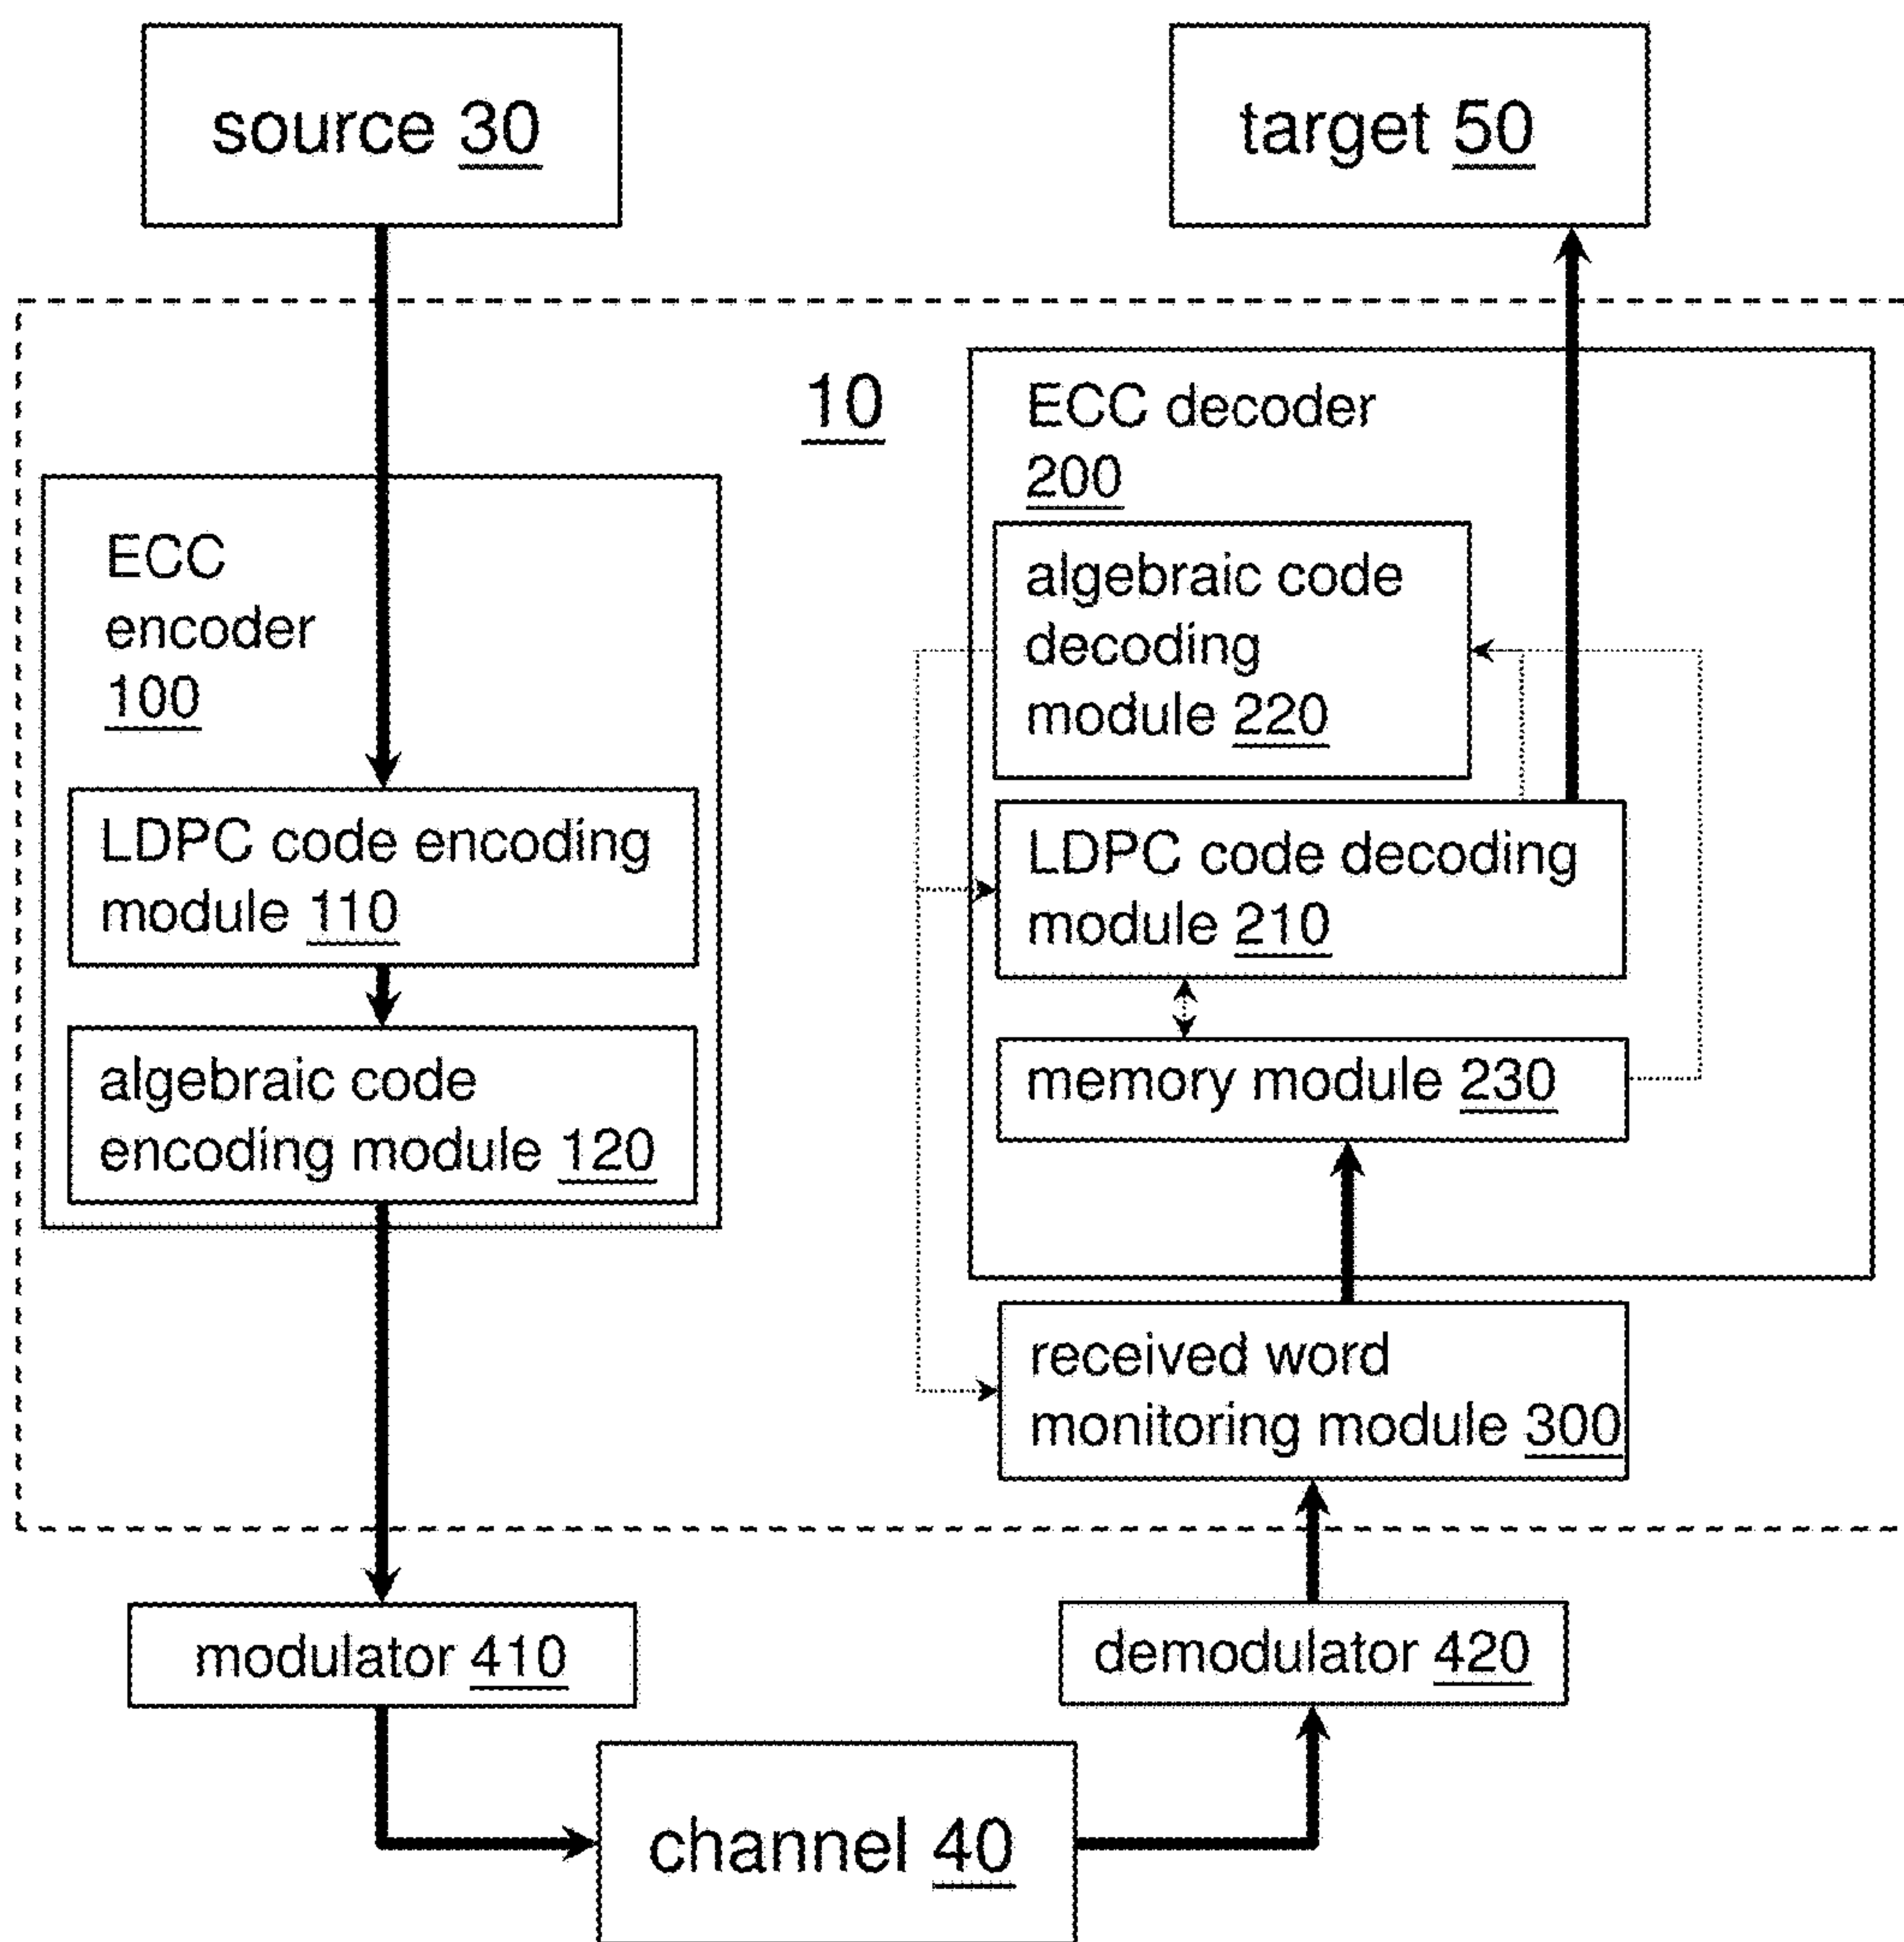 source 30
target 50
10
ECC
encoder
100
LDPC code encoding
module 110
algebraic code
encoding module 120
ECC decoder
200
algebraic code
decoding
module 220
LDPC code decoding
module 210
memory module 230
received word
monitoring module 300
modulator 410
demodulator 420
channel 40